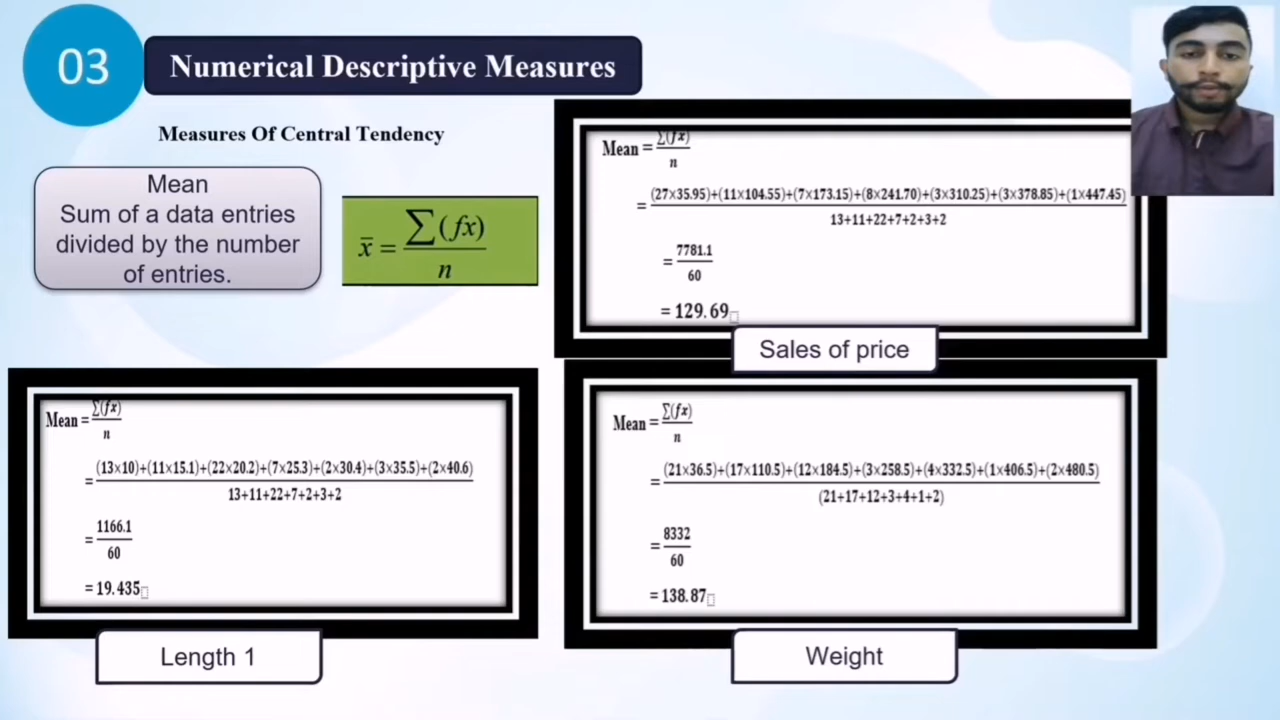 03
Numerical Descriptive Measures
Measures Of Central Tendency
Mean
Sum of a data entries
divided by the number
of entries.
x̄ = ∑(fx)
n
Mean = ∑(fx)
n
= (27×35.95)+(11×104.55)+(7×173.15)+(8×241.70)+(3×310.25)+(3×378.85)+(1×447.45)
13+11+22+7+2+3+2
= 7781.1
60
= 129.69
Sales of price
Mean = ∑(fx)
n
= (13×10)+(11×15.1)+(22×20.2)+(7×25.3)+(2×30.4)+(3×35.5)+(2×40.6)
13+11+22+7+2+3+2
= 1166.1
60
= 19.435
Length 1
Mean = ∑(fx)
n
= (21×36.5)+(17×110.5)+(12×184.5)+(3×258.5)+(4×332.5)+(1×406.5)+(2×480.5)
(21+17+12+3+4+1+2)
= 8332
60
= 138.87
Weight